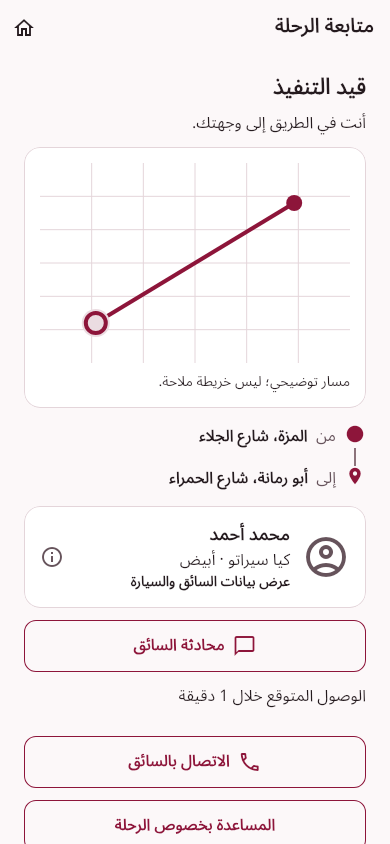 متابعة الرحلة
قيد التنفيذ
أنت في الطريق إلى وجهتك.
مسار توضيحي؛ ليس خريطة ملاحة.
من المزة، شارع الجلاء
إلى أبو رمانة، شارع الحمراء
محمد أحمد
كيا سيراتو · أبيض
عرض بيانات السائق والسيارة
محادثة السائق
الوصول المتوقع خلال 1 دقيقة
الاتصال بالسائق
المساعدة بخصوص الرحلة